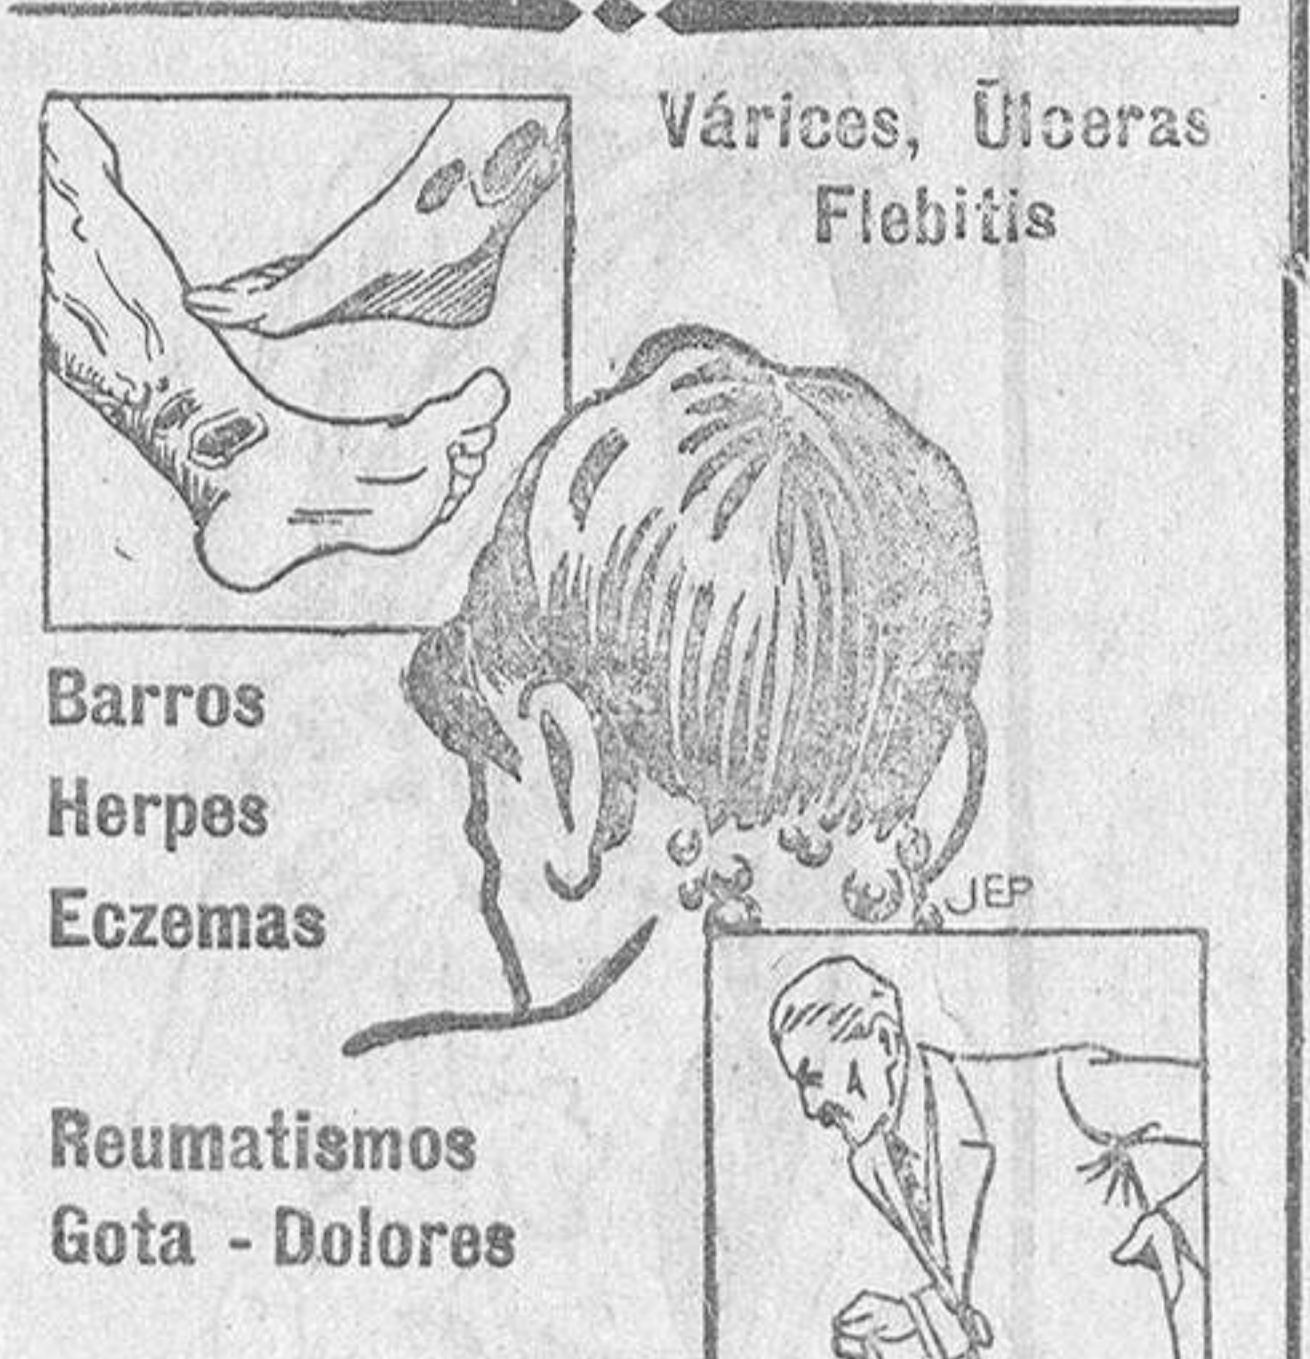 Várices, Úlceras
Flebitis
Barros
Herpes
Eczemas
JEP
Reumatismos
Gota - Dolores